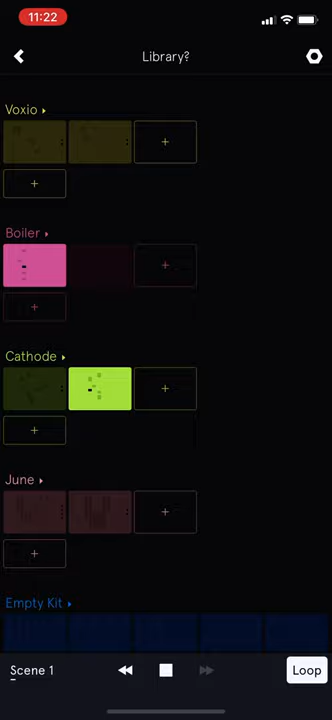 11:22
Library?
Voxio
+
+
Boiler
+
+
Cathode
+
+
June
+
+
Empty Kit
Scene 1
Loop